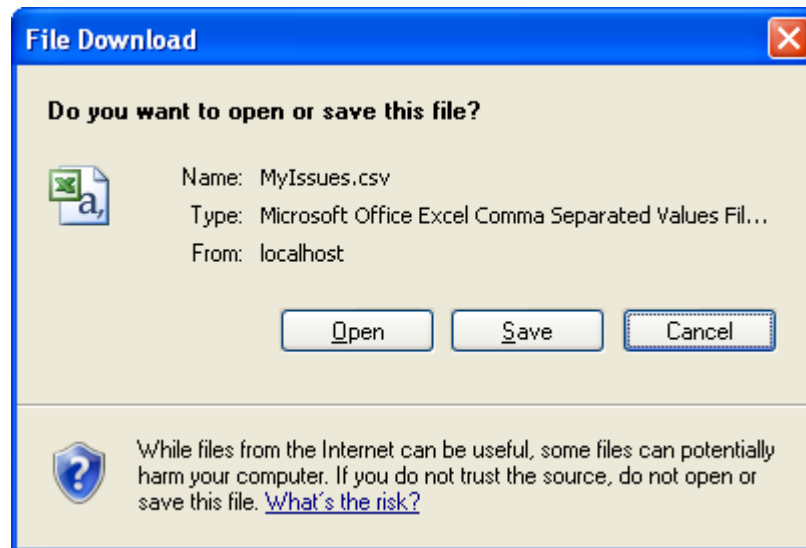 File Download
Do you want to open or save this file?
Name: MyIssues.csv
Type: Microsoft Office Excel Comma Separated Values Fil...
From: localhost
Open Save Cancel
While files from the Internet can be useful, some files can potentially
harm your computer. If you do not trust the source, do not open or
save this file. What's the risk?